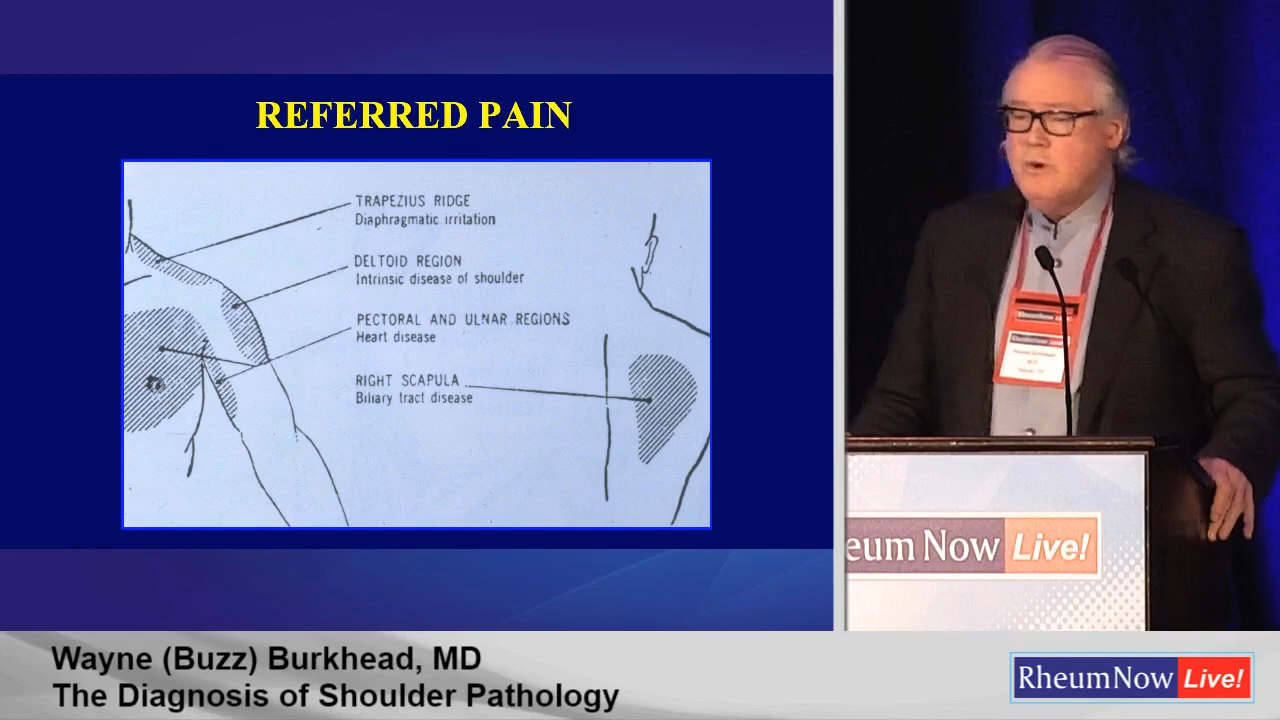 REFERRED PAIN
TRAPEZIUS RIDGE
Diaphragmatic irritation
DELTOID REGION
Intrinsic disease of shoulder
PECTORAL AND ULNAR REGIONS
Heart disease
RIGHT SCAPULA
Biliary tract disease
RheumNow
eum Now Live!
Wayne (Buzz) Burkhead, MD
The Diagnosis of Shoulder Pathology
RheumNow Live!